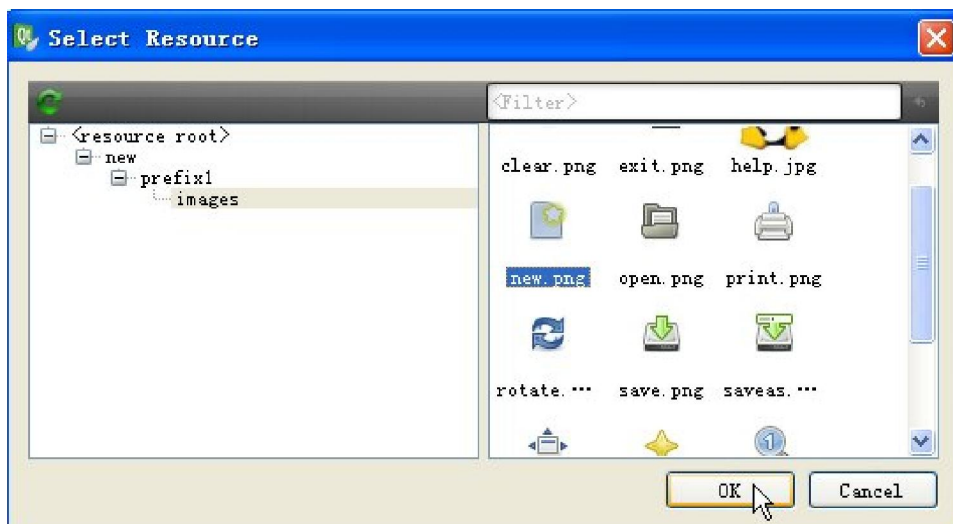 Select Resource
<Filter>
<resource root>
new
prefix1
images
clear.png exit.png help.jpg
new.png open.png print.png
rotate.… save.png saveas.…
1
OK Cancel